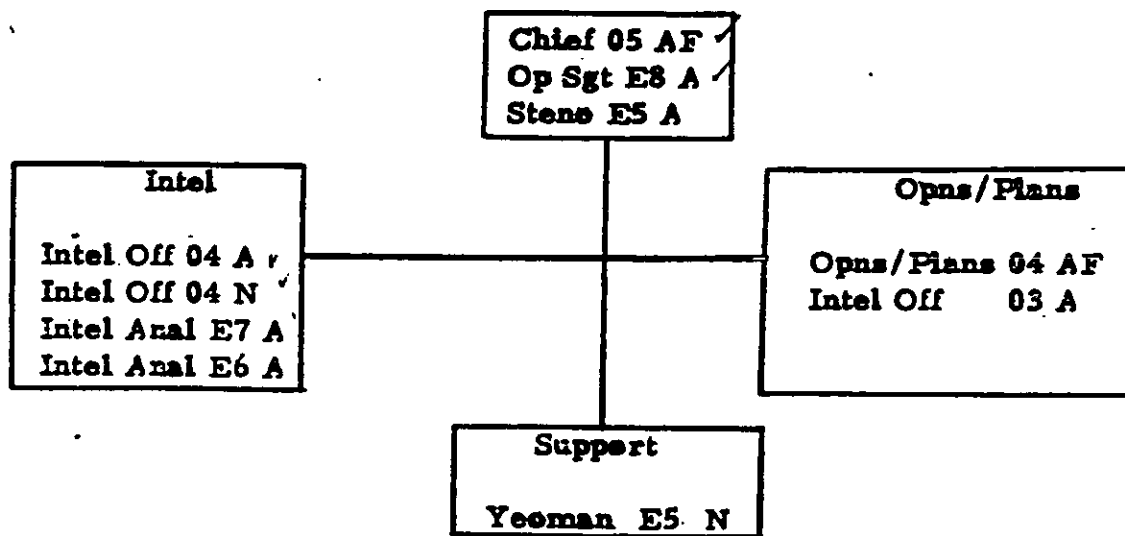 Chief 05 AF
Op Sgt E8 A
Steno E5 A
Intel
Intel Off 04 A
Intel Off 04 N
Intel Anal E7 A
Intel Anal E6 A
Opns/Plans
Opns/Plans 04 AF
Intel Off 03 A
Support
Yeoman E5 N